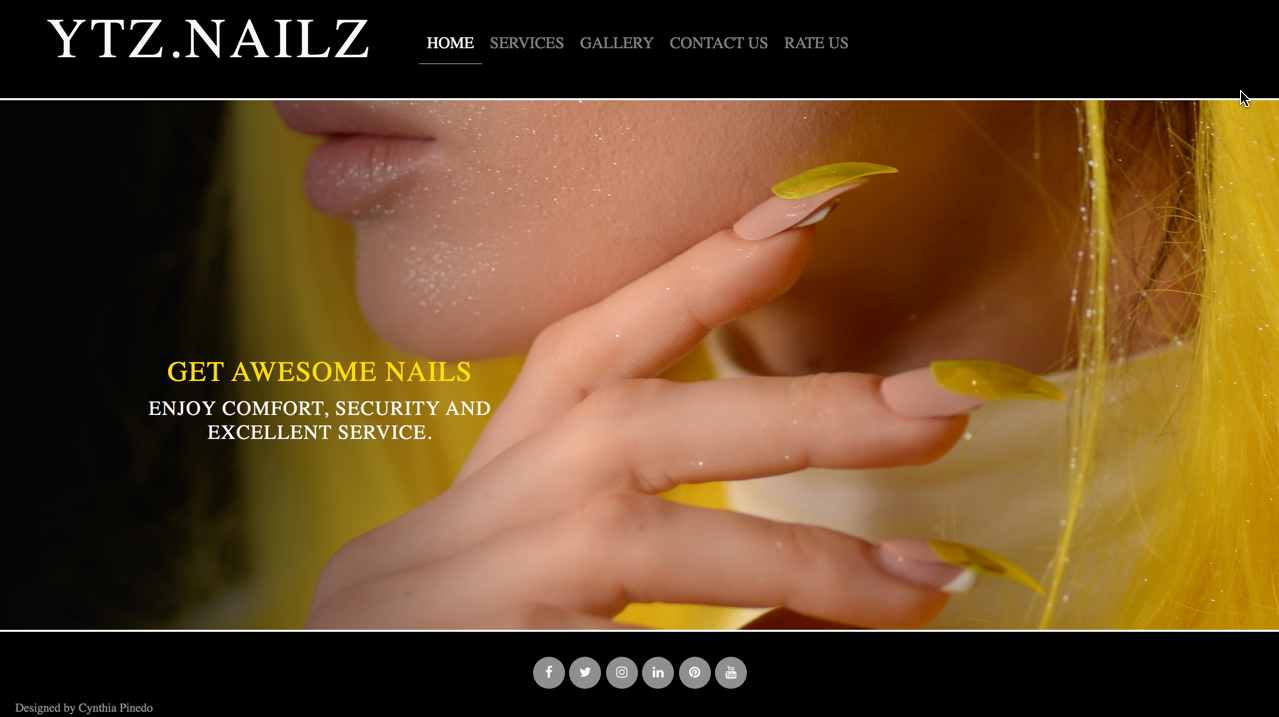 YTZ.NAILZ
HOME SERVICES GALLERY CONTACT US RATE US
GET AWESOME NAILS
ENJOY COMFORT, SECURITY AND
EXCELLENT SERVICE.
Designed by Cynthia Pinedo